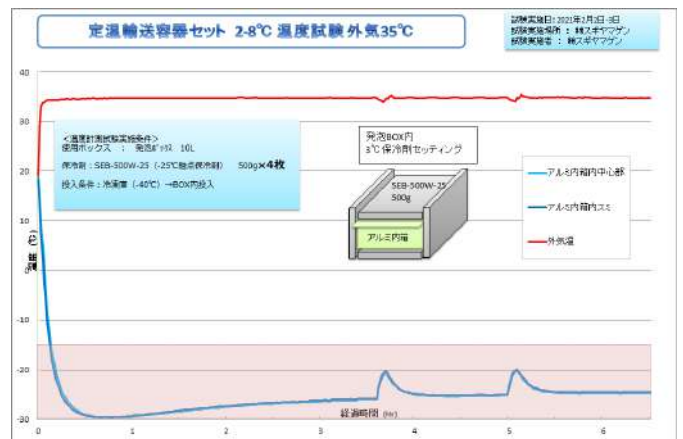 定温輸送容器セット 2-8℃ 温度試験 外気35℃
試験実施日: 2021年2月2日-3日
試験実施場所 : ㈱スギヤマゲン
試験実施者 : ㈱スギヤマゲン
<温度計測試験実施条件>
使用ボックス : 発泡ボックス 10L
保冷剤 : SEB-500W-25 (-25℃融点保冷剤) 500g×4枚
投入条件 : 冷凍庫 (-40℃) →BOX内投入
発泡BOX内
3℃保冷剤セッティング
SEB-500W-25
500g
アルミ内箱
アルミ内箱内中心部
アルミ内箱内スミ
外気温
40
30
20
10
0
-10
-20
-30
温度 (℃)
0
1
2
3
4
5
6
経過時間 (Hr)